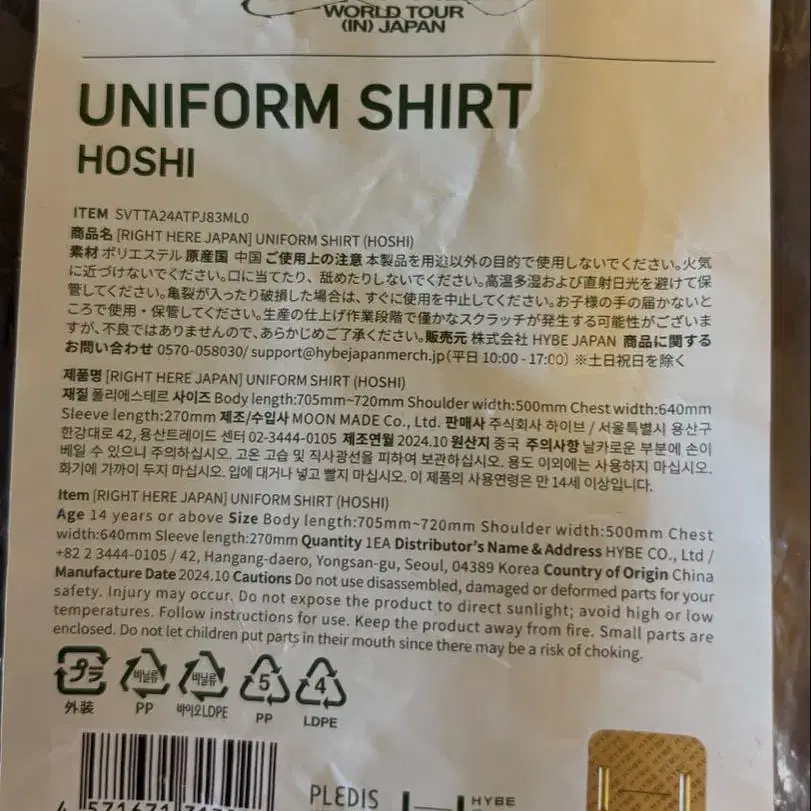 WORLD TOUR
(IN) JAPAN
UNIFORM SHIRT
HOSHI
ITEM SVTTA24ATPJ83ML0
商品名 [RIGHT HERE JAPAN] UNIFORM SHIRT (HOSHI)
素材 ポリエステル 原産国 中国 ご使用上の注意 本製品を用途以外の目的で使用しないでください。火気
に近づけないでください。口に当てたり、舐めたりしないでください。高温多湿および直射日光を避けて保
管してください。亀裂が入ったり破損した場合は、すぐに使用を中止してください。お子様の手の届かないと
ころで使用・保管してください。生産の仕上げ作業段階で僅かなスクラッチが発生する可能性がございま
すが、不良ではありませんので、あらかじめご了承ください。販売元 株式会社 HYBE JAPAN 商品に関する
お問い合わせ 0570-058030/ support@hybejapanmerch.jp(平日 10:00 - 17:00) ※土日祝日を除く
제품명 [RIGHT HERE JAPAN] UNIFORM SHIRT (HOSHI)
재질 폴리에스테르 사이즈 Body length:705mm~720mm Shoulder width:500mm Chest width:640mm
Sleeve length:270mm 제조/수입사 MOON MADE Co., Ltd. 판매사 주식회사 하이브 / 서울특별시 용산구
한강대로 42, 용산트레이드 센터 02-3444-0105 제조연월 2024.10 원산지 중국 주의사항 날카로운 부분에 손이
베일 수 있으니 주의하십시오. 고온 고습 및 직사광선을 피하여 보관하십시오. 용도 이외에는 사용하지 마십시오.
화기에 가까이 두지 마십시오. 입에 대거나 넣고 빨지 마십시오. 이 제품의 사용연령은 만 14세 이상입니다.
Item [RIGHT HERE JAPAN] UNIFORM SHIRT (HOSHI)
Age 14 years or above Size Body length:705mm~720mm Shoulder width:500mm Chest
width:640mm Sleeve length:270mm Quantity 1EA Distributor's Name & Address HYBE CO., Ltd /
+82 2 3444-0105 / 42, Hangang-daero, Yongsan-gu, Seoul, 04389 Korea Country of Origin China
Manufacture Date 2024.10 Cautions Do not use disassembled, damaged or deformed parts for your
safety. Injury may occur. Do not expose the product to direct sunlight; avoid high or low
temperatures. Follow instructions for use. Keep the product away from fire. Small parts are
enclosed. Do not let children put parts in their mouth since there may be a risk of choking.
プラ 비닐류 비닐류 5 4
外装 PP 바이오LDPE PP LDPE
PLEDIS HYBE